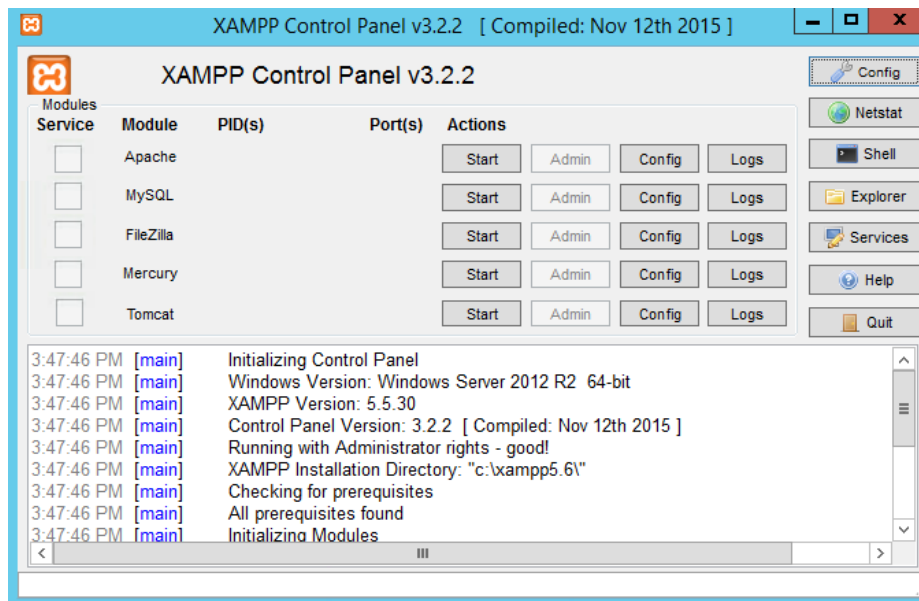 XAMPP Control Panel v3.2.2 [ Compiled: Nov 12th 2015 ]
XAMPP Control Panel v3.2.2
Config
Modules
Service Module PID(s) Port(s) Actions
Netstat
Apache Start Admin Config Logs
Shell
MySQL Start Admin Config Logs
Explorer
FileZilla Start Admin Config Logs
Services
Mercury Start Admin Config Logs
Help
Tomcat Start Admin Config Logs
Quit
3:47:46 PM [main] Initializing Control Panel
3:47:46 PM [main] Windows Version: Windows Server 2012 R2 64-bit
3:47:46 PM [main] XAMPP Version: 5.5.30
3:47:46 PM [main] Control Panel Version: 3.2.2 [ Compiled: Nov 12th 2015 ]
3:47:46 PM [main] Running with Administrator rights - good!
3:47:46 PM [main] XAMPP Installation Directory: "c:\xampp5.6\"
3:47:46 PM [main] Checking for prerequisites
3:47:46 PM [main] All prerequisites found
3:47:46 PM [main] Initializing Modules